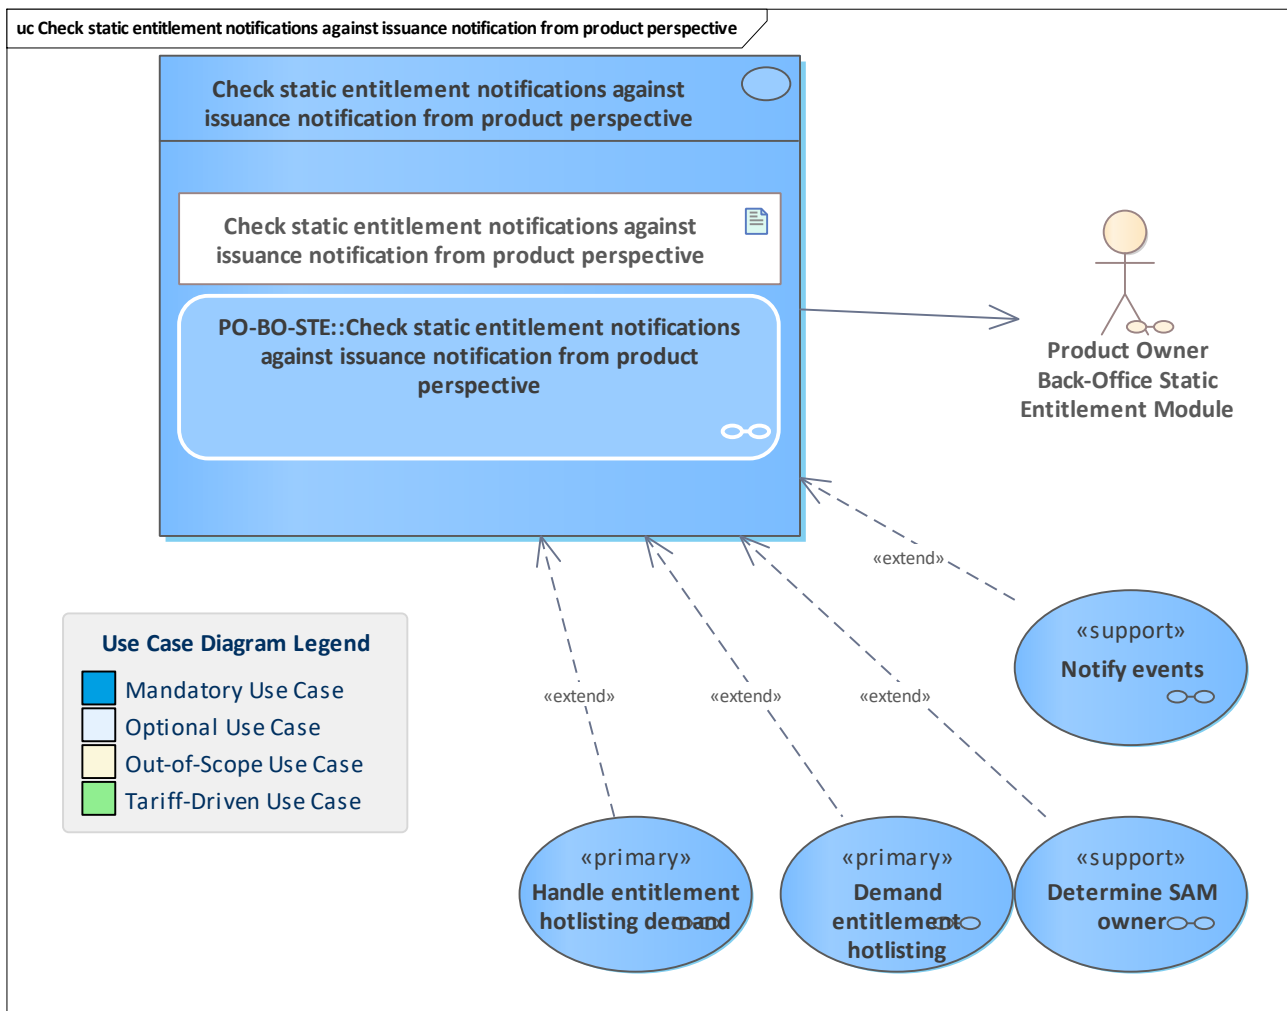 uc Check static entitlement notifications against issuance notification from product perspective
Check static entitlement notifications against
issuance notification from product perspective
Check static entitlement notifications against
issuance notification from product perspective
PO-BO-STE::Check static entitlement notifications
against issuance notification from product
perspective
Product Owner
Back-Office Static
Entitlement Module
«extend»
«support»
Notify events
Use Case Diagram Legend
Mandatory Use Case
Optional Use Case
Out-of-Scope Use Case
Tariff-Driven Use Case
«extend»
«extend»
«extend»
«primary»
Handle entitlement
hotlisting demand
«primary»
Demand
entitlement
hotlisting
«support»
Determine SAM
owner